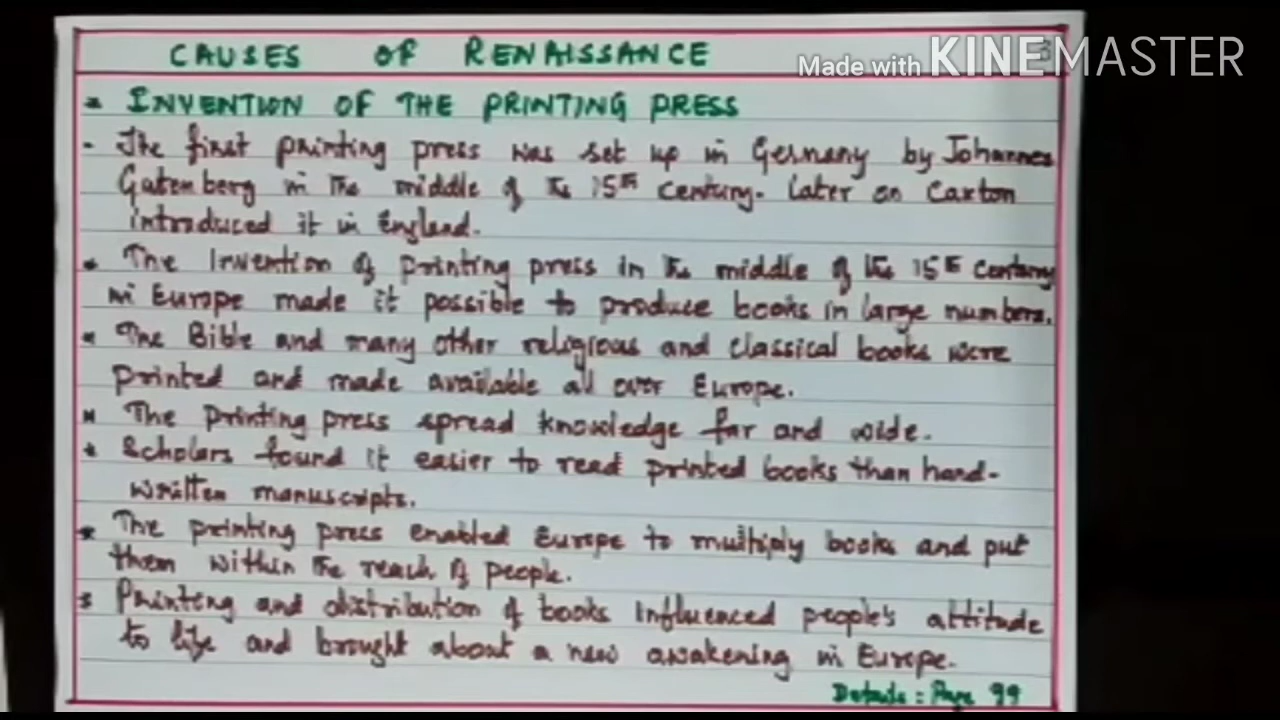 CAUSES OF RENAISSANCE
Made with KINEMASTER
INVENTION OF THE PRINTING PRESS
- The first printing press was set up in Germany by Johannes
Gutenberg in the middle of the 15th century. Later on Caxton
introduced it in England.
* The Invention of printing press in the middle of the 15th century
in Europe made it possible to produce books in large numbers.
* The Bible and many other religious and classical books were
printed and made available all over Europe.
* The printing press spread knowledge far and wide.
* Scholars found it easier to read printed books than hand-
written manuscripts.
* The printing press enabled Europe to multiply books and put
them within the reach of people.
* Printing and distribution of books influenced people's attitude
to life and brought about a new awakening in Europe.
Details: Page 99